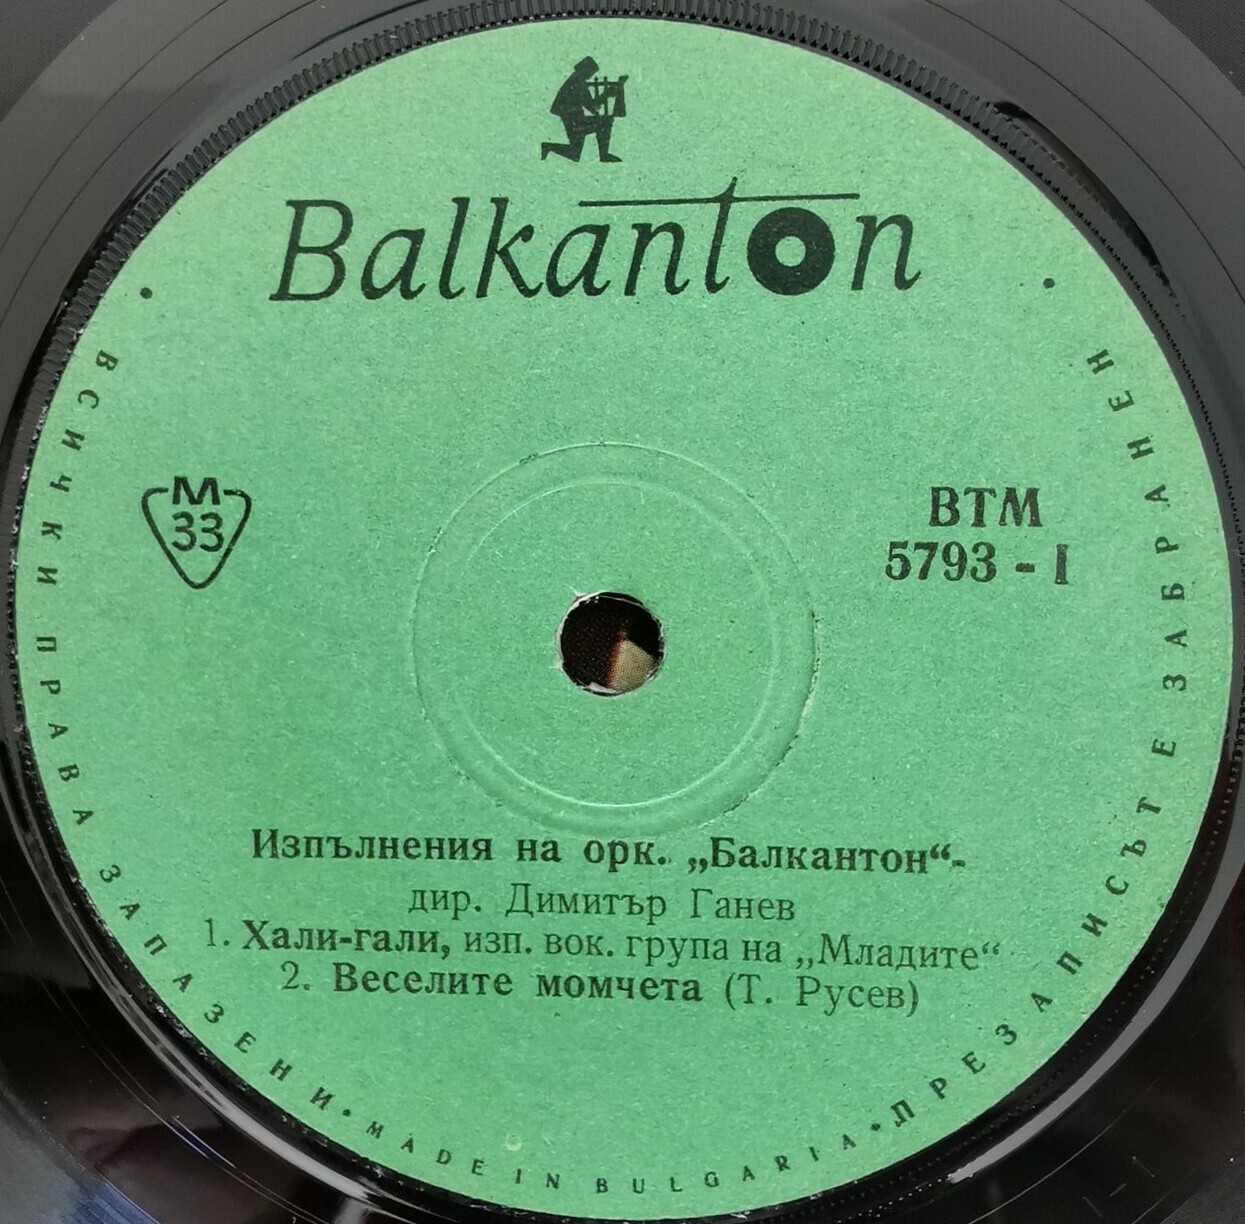 Balkanton
М
33
ВТМ
5793 - I
Изпълнения на орк. „Балкантон“-
дир. Димитър Ганев
1. Хали-гали, изп. вок. група на „Младите“
2. Веселите момчета (Т. Русев)
ВСИЧКИ ПРАВА ЗАПАЗЕНИ • MADE IN BULGARIA • ПРЕЗАПИСЪТ Е ЗАБРАНЕН